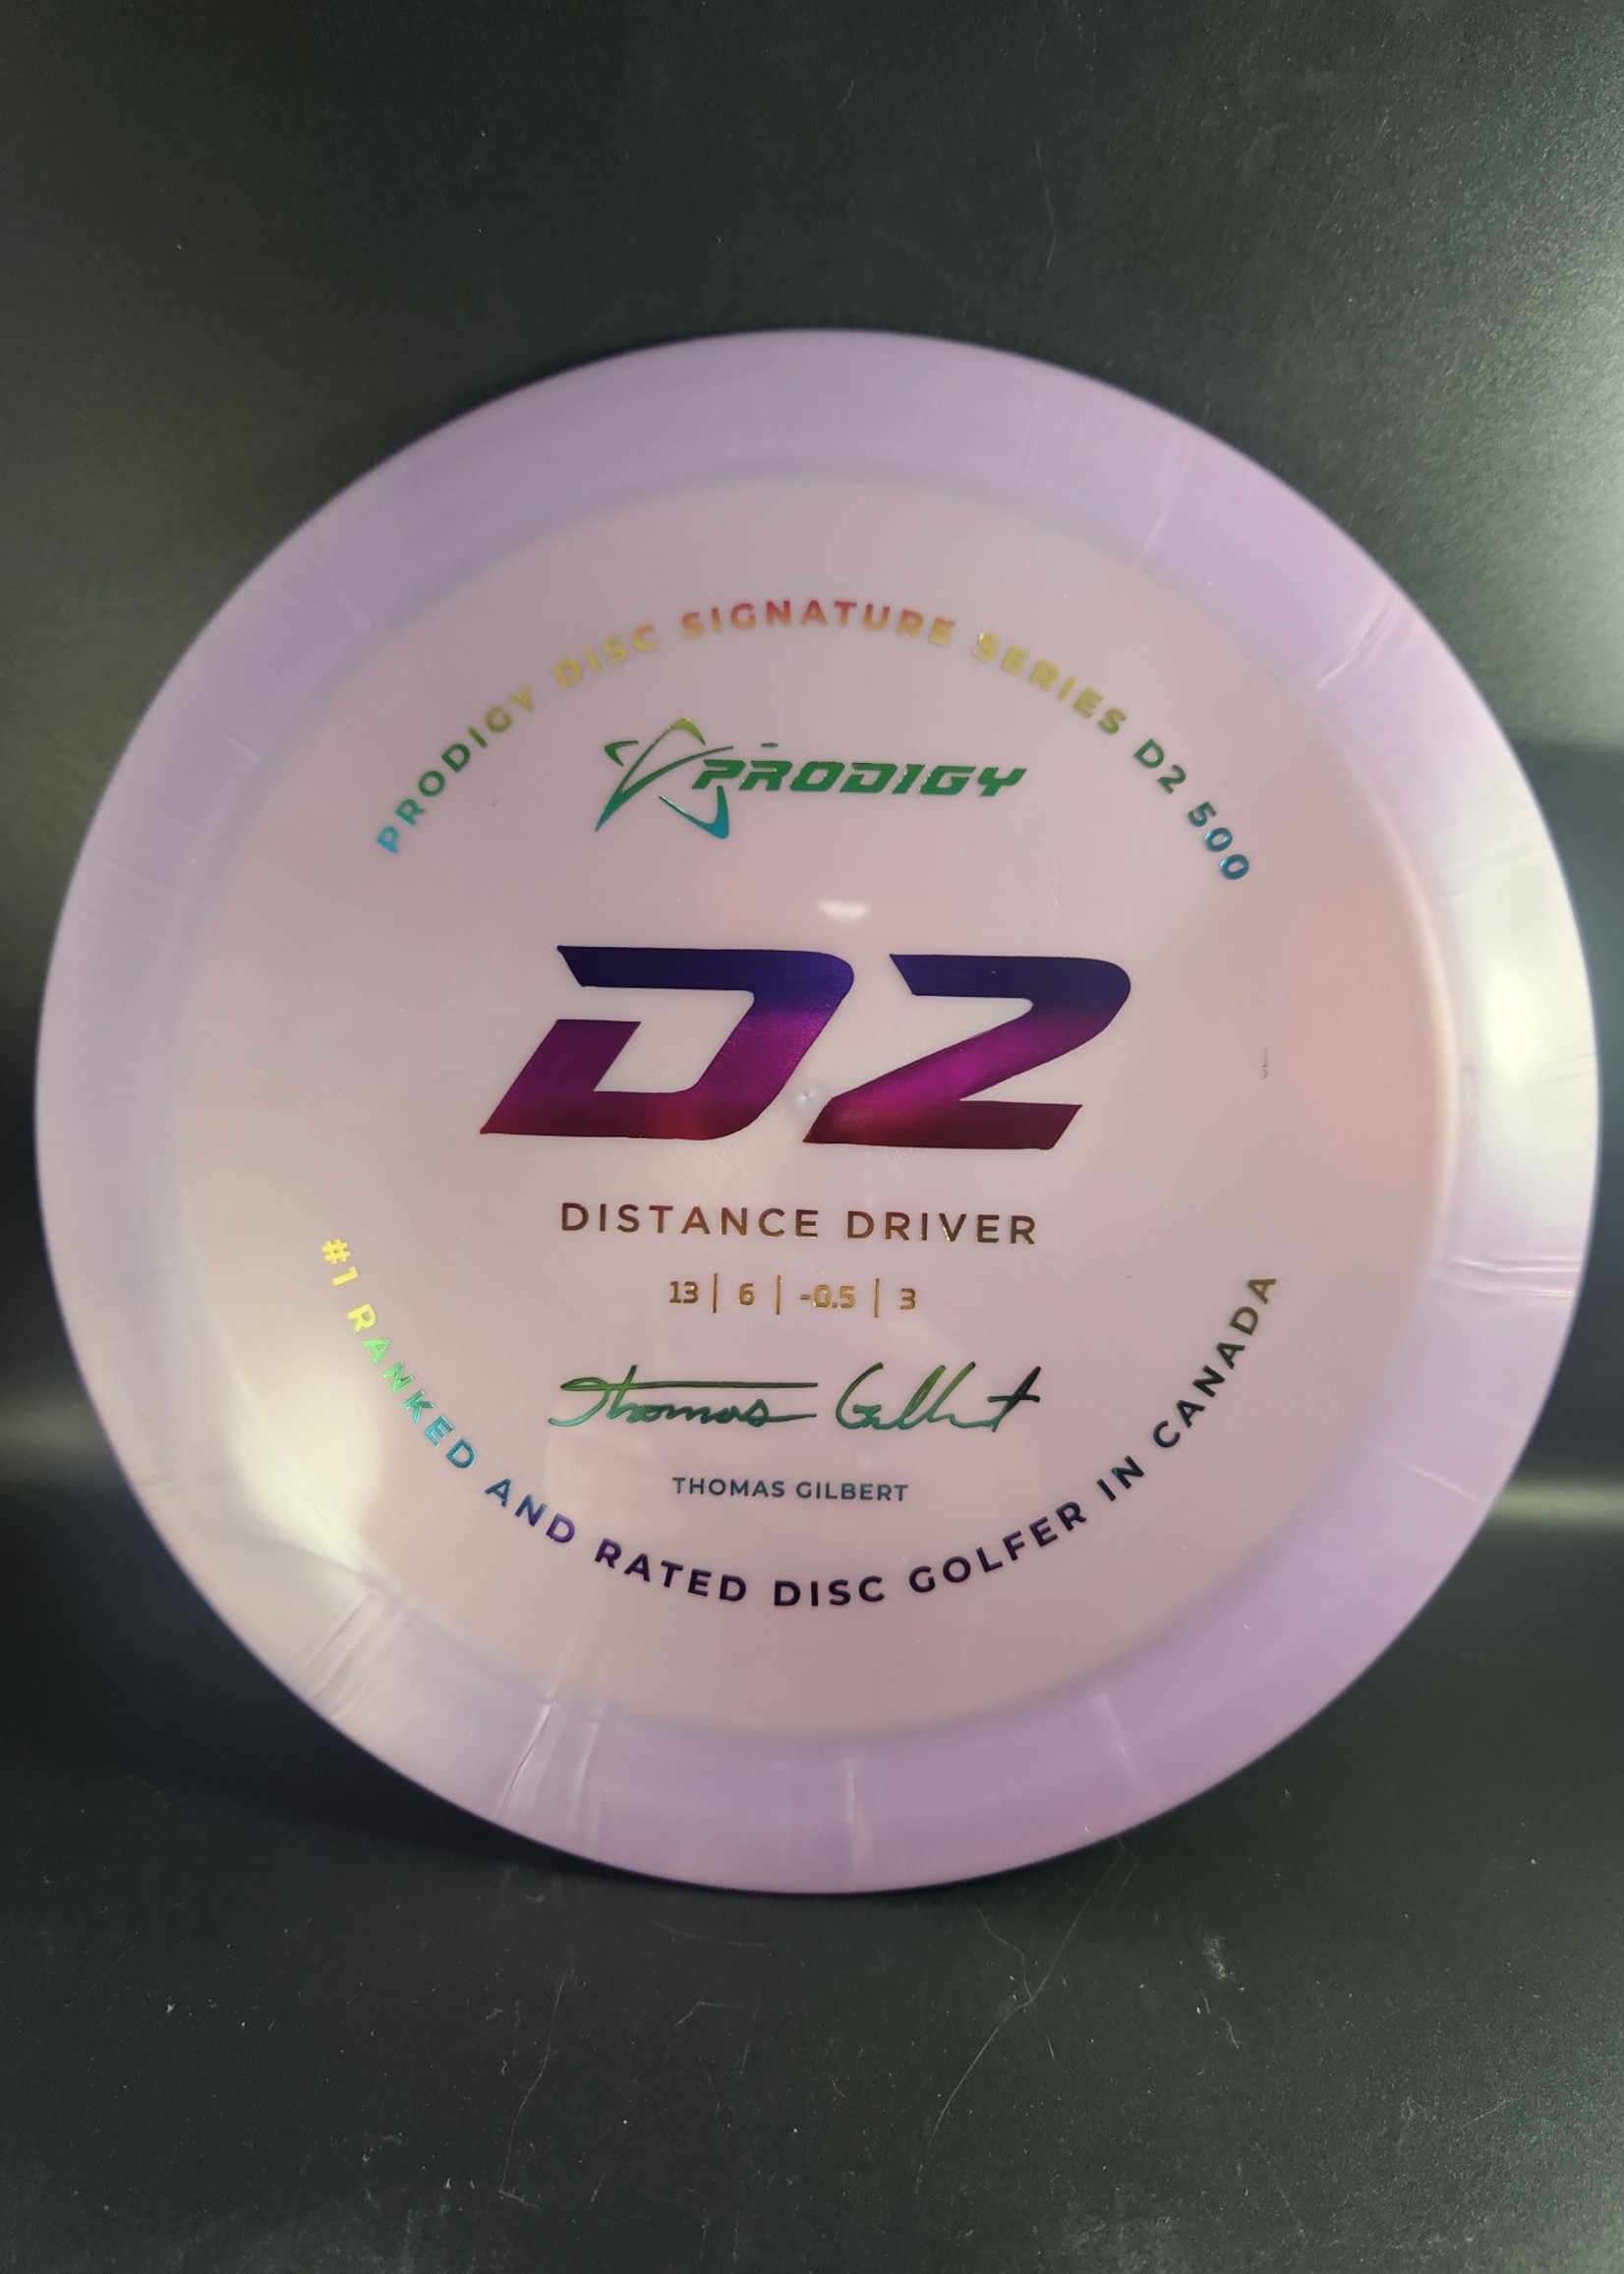 PRODIGY DISC SIGNATURE SERIES D2 500
PRODIGY
D2
DISTANCE DRIVER
13 | 6 | -0.5 | 3
Thomas Gilbert
THOMAS GILBERT
#1 RANKED AND RATED DISC GOLFER IN CANADA